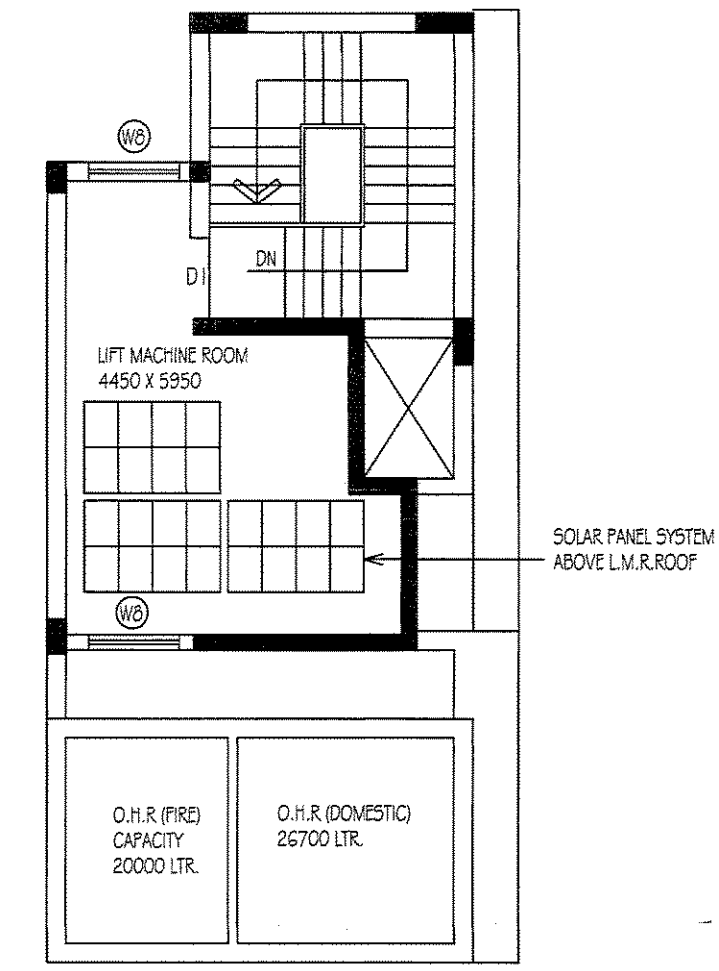 W8
D1
DN
LIFT MACHINE ROOM
4450 X 5950
SOLAR PANEL SYSTEM
ABOVE L.M.R.ROOF
W8
O.H.R (FIRE)
CAPACITY
20000 LTR.
O.H.R (DOMESTIC)
26700 LTR.